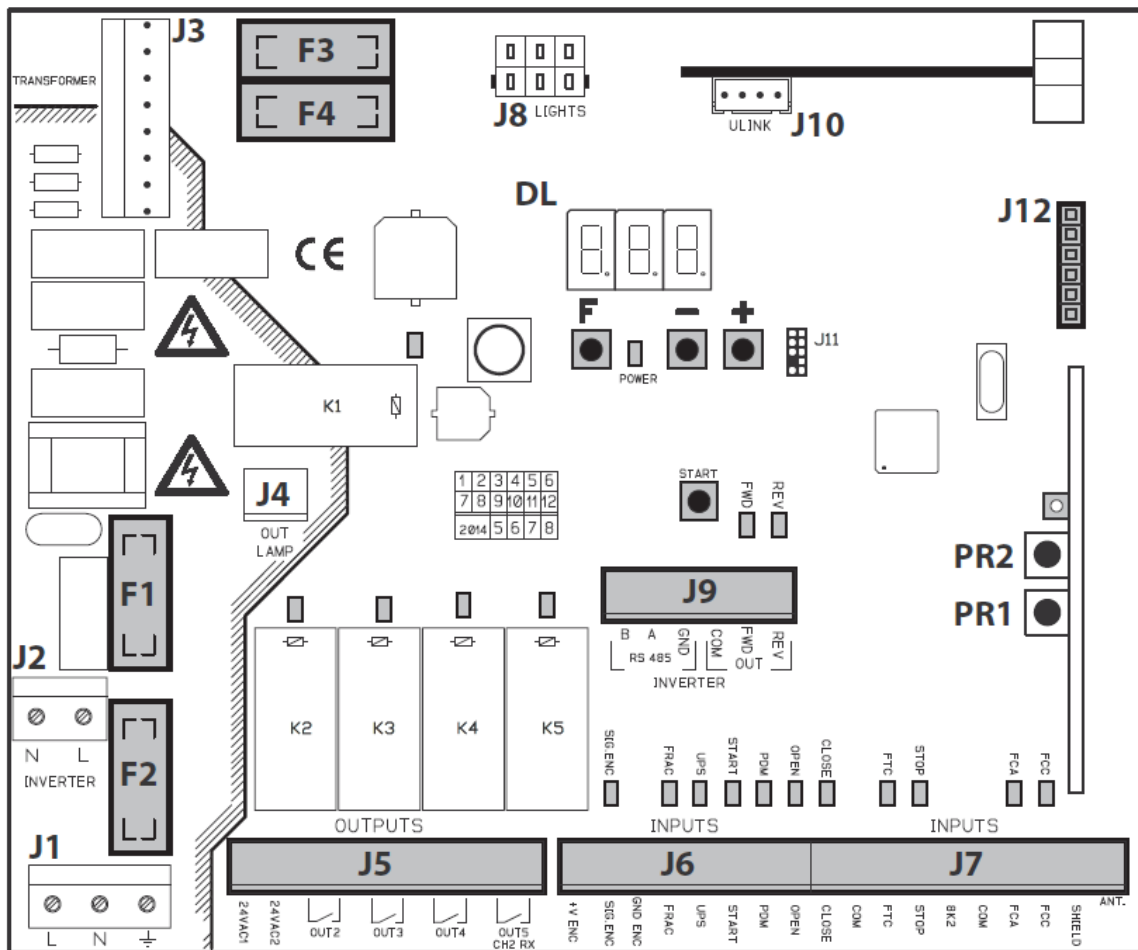 J3
F3
TRANSFORMER
F4
J8 LIGHTS
ULINK
J10
DL
J12
CE
8.8.8.
F - +
POWER
J11
K1
J4
OUT
LAMP
1 2 3 4 5 6
7 8 9 10 11 12
2014 5 6 7 8
START
FWD
REV
PR2
PR1
F1
J9
B A GND COM FWD REV
RS 485 OUT
INVERTER
J2
N L
INVERTER
F2
K2 K3 K4 K5
SIG.ENC FRAC UPS START PDM OPEN CLOSE FTC STOP FCA FCC
OUTPUTS INPUTS INPUTS
J1
J5 J6 J7
L N
24VAC1 24VAC2 OUT2 OUT3 OUT4 OUT5
CH2 RX
+V ENC SIG.ENC GND ENC FRAC UPS START PDM OPEN CLOSE COM FTC STOP 8K2 COM FCA FCC SHIELD ANT.